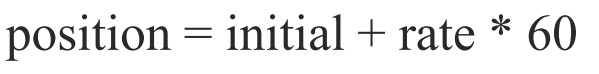 position = initial + rate * 60